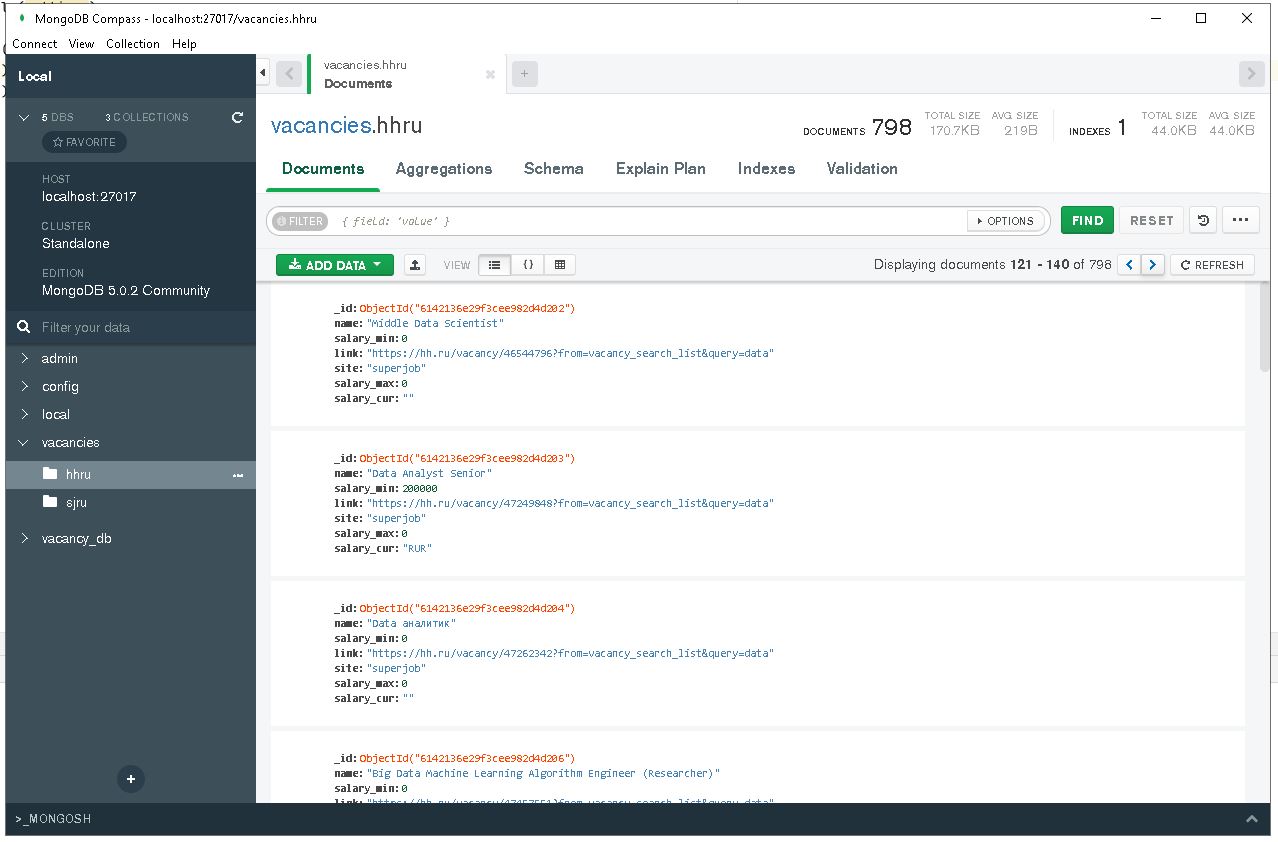 MongoDB Compass - localhost:27017/vacancies.hhru
Connect View Collection Help
Local
5 DBS 3 COLLECTIONS
FAVORITE
HOST
localhost:27017
CLUSTER
Standalone
EDITION
MongoDB 5.0.2 Community
Filter your data
admin
config
local
vacancies
hhru
sjru
vacancy_db
vacancies.hhru
Documents
vacancies.hhru
DOCUMENTS 798 TOTAL SIZE 170.7KB AVG SIZE 219B INDEXES 1 TOTAL SIZE 44.0KB AVG SIZE 44.0KB
Documents Aggregations Schema Explain Plan Indexes Validation
FILTER { field: 'value' } OPTIONS FIND RESET
ADD DATA VIEW Displaying documents 121 - 140 of 798 REFRESH
_id: ObjectId("6142136e29f3cee982d4d202")
name: "Middle Data Scientist"
salary_min: 0
link: "https://hh.ru/vacancy/46544796?from=vacancy_search_list&query=data"
site: "superjob"
salary_max: 0
salary_cur: ""
_id: ObjectId("6142136e29f3cee982d4d203")
name: "Data Analyst Senior"
salary_min: 200000
link: "https://hh.ru/vacancy/47249848?from=vacancy_search_list&query=data"
site: "superjob"
salary_max: 0
salary_cur: "RUR"
_id: ObjectId("6142136e29f3cee982d4d204")
name: "Data аналитик"
salary_min: 0
link: "https://hh.ru/vacancy/47262342?from=vacancy_search_list&query=data"
site: "superjob"
salary_max: 0
salary_cur: ""
_id: ObjectId("6142136e29f3cee982d4d206")
name: "Big Data Machine Learning Algorithm Engineer (Researcher)"
salary_min: 0
link: "https://hh.ru/vacancy/47457551?from=vacancy_search_list&query=data"
>_MONGOSH